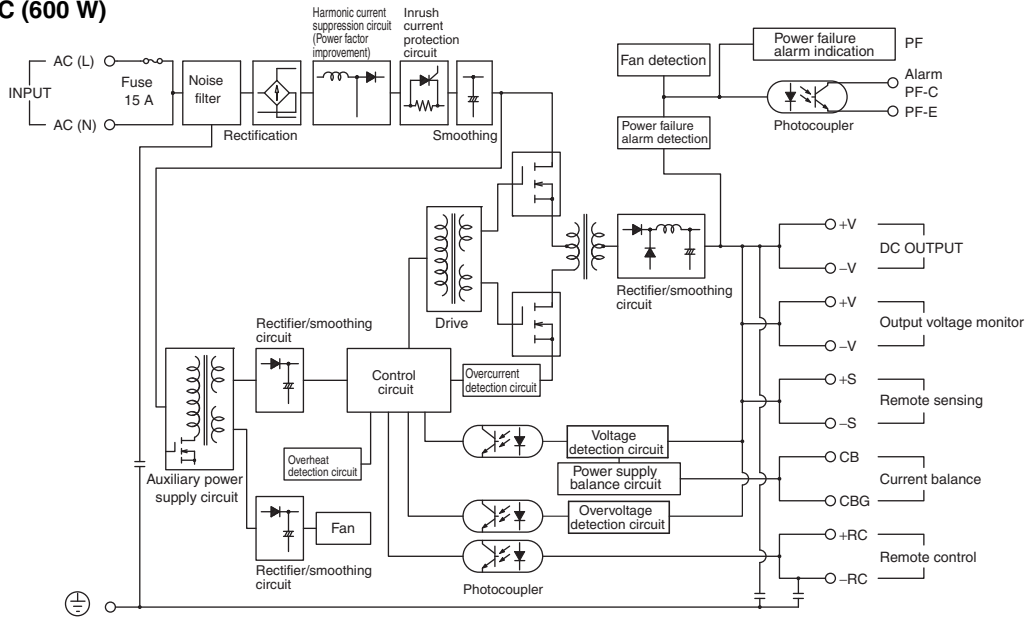 C (600 W)
Harmonic current
suppression circuit
(Power factor
improvement)
Inrush
current
protection
circuit
AC (L)
INPUT
AC (N)
Fuse
15 A
Noise
filter
Rectification
Smoothing
Fan detection
Power failure
alarm indication
PF
Alarm
PF-C
PF-E
Photocoupler
Power failure
alarm detection
Rectifier/smoothing
circuit
Drive
+V
DC OUTPUT
−V
+V
Output voltage monitor
−V
+S
Remote sensing
−S
CB
Current balance
CBG
+RC
Remote control
−RC
Rectifier/smoothing
circuit
Control
circuit
Overcurrent
detection circuit
Overheat
detection circuit
Auxiliary power
supply circuit
Voltage
detection circuit
Power supply
balance circuit
Overvoltage
detection circuit
Fan
Rectifier/smoothing
circuit
Photocoupler